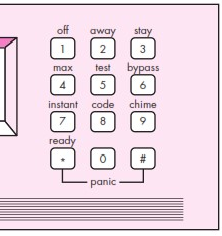 off away stay
1 2 3
max test bypass
4 5 6
instant code chime
7 8 9
ready
* 0 #
panic